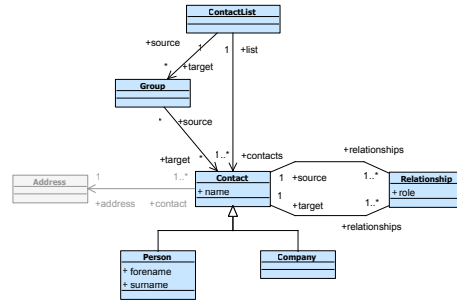 ContactList
+source 1 1 +list
* +target
Group
* +source
+target * 1..* +contacts
+relationships
Address
1 1..*
+address +contact
Contact
+ name
1 +source 1..*
1 +target 1..*
Relationship
+ role
+relationships
Person
+ forename
+ surname
Company